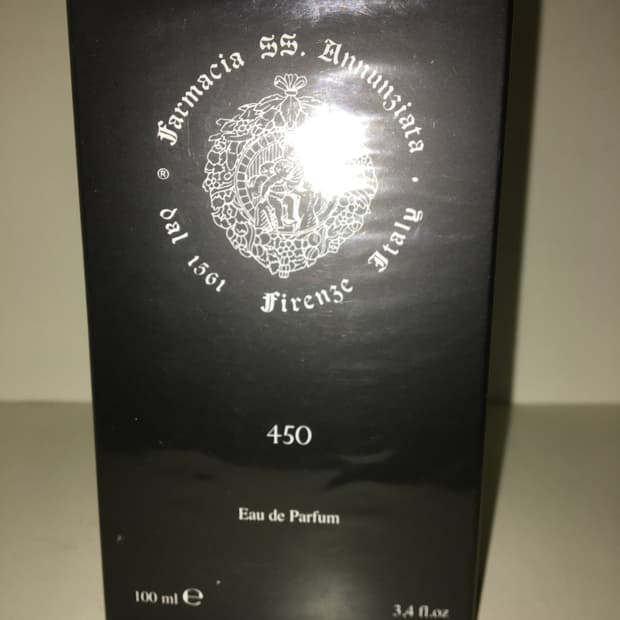 Farmacia SS. Annunziata
®
dal 1561
Firenze Italy
450
Eau de Parfum
100 ml ℮
3,4 fl.oz